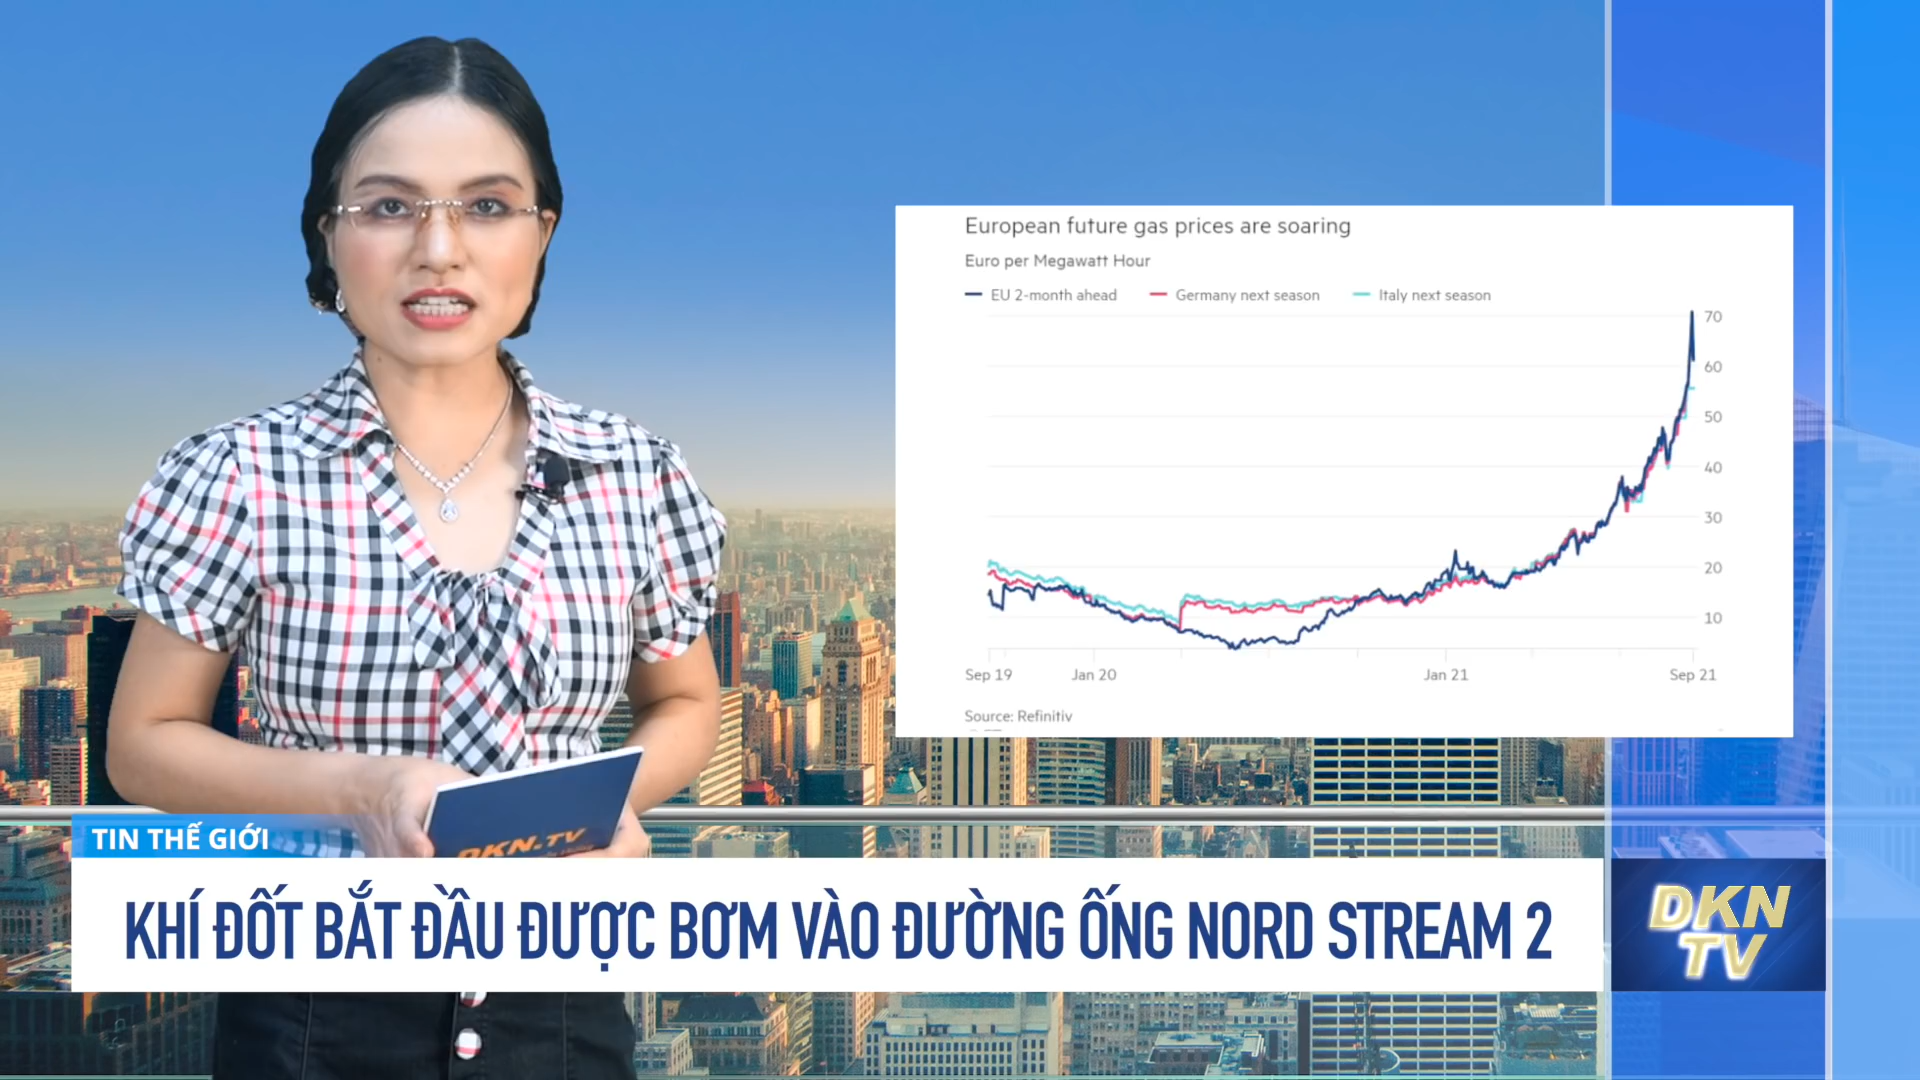 European future gas prices are soaring
Euro per Megawatt Hour
EU 2-month ahead Germany next season Italy next season
70
60
50
40
30
20
10
Sep 19 Jan 20 Jan 21 Sep 21
Source: Refinitiv
DKN.TV
TIN THẾ GIỚI
KHÍ ĐỐT BẮT ĐẦU ĐƯỢC BƠM VÀO ĐƯỜNG ỐNG NORD STREAM 2
DKN
TV